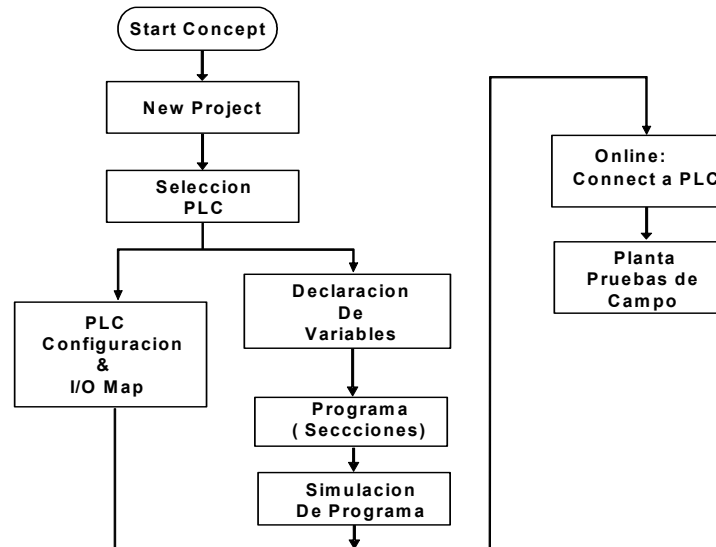 Start Concept
New Project
Seleccion
PLC
PLC
Configuracion
&
I/O Map
Declaracion
De
Variables
Programa
( Seccciones)
Simulacion
De Programa
Online:
Connect a PLC
Planta
Pruebas de
Campo